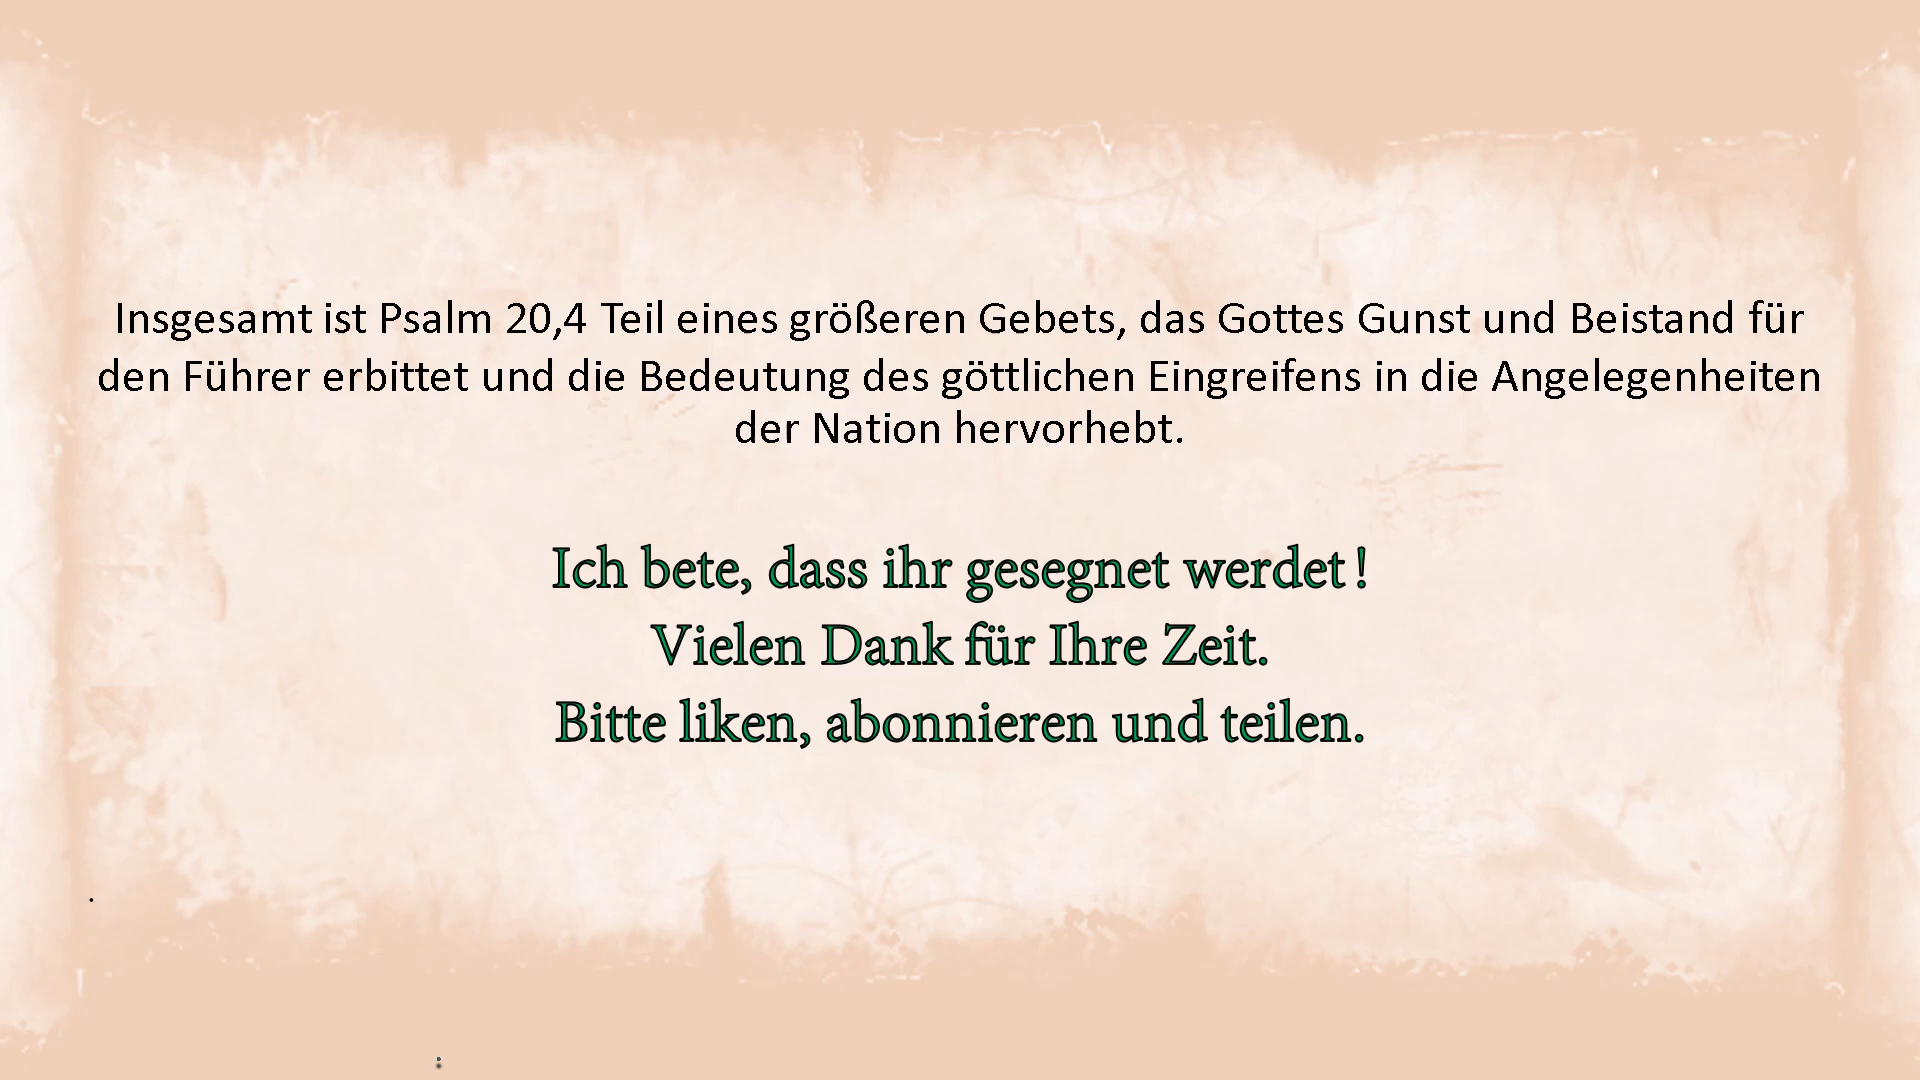 Insgesamt ist Psalm 20,4 Teil eines größeren Gebets, das Gottes Gunst und Beistand für
den Führer erbittet und die Bedeutung des göttlichen Eingreifens in die Angelegenheiten
der Nation hervorhebt.
Ich bete, dass ihr gesegnet werdet !
Vielen Dank für Ihre Zeit.
Bitte liken, abonnieren und teilen.
.
: